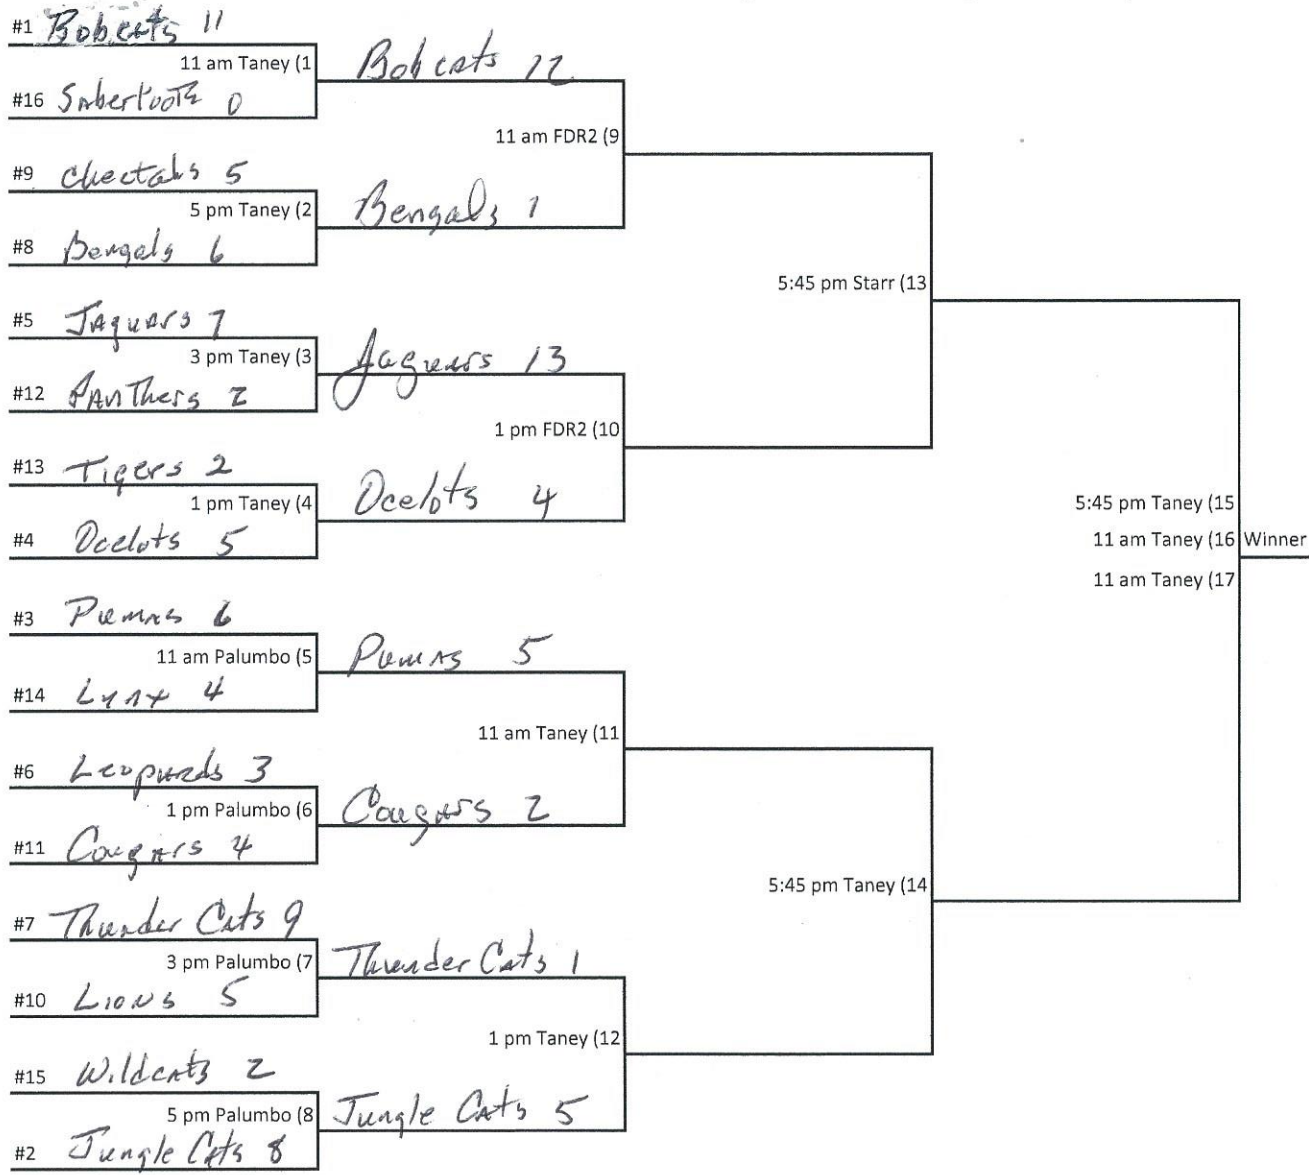 #1 Bobcats 11
11 am Taney (1
Bobcats 12
#16 Sabertooth 0
11 am FDR2 (9
#9 Cheetahs 5
5 pm Taney (2
Bengals 1
#8 Bengals 6
5:45 pm Starr (13
#5 Jaguars 7
3 pm Taney (3
Jaguars 13
#12 Panthers 2
1 pm FDR2 (10
#13 Tigers 2
1 pm Taney (4
Ocelots 4
#4 Ocelots 5
5:45 pm Taney (15
11 am Taney (16 Winner
11 am Taney (17
#3 Pumas 6
11 am Palumbo (5
Pumas 5
#14 Lynx 4
11 am Taney (11
#6 Leopards 3
1 pm Palumbo (6
Cougars 2
#11 Cougars 4
5:45 pm Taney (14
#7 Thunder Cats 9
3 pm Palumbo (7
Thunder Cats 1
#10 Lions 5
1 pm Taney (12
#15 Wildcats 2
5 pm Palumbo (8
Jungle Cats 5
#2 Jungle Cats 8